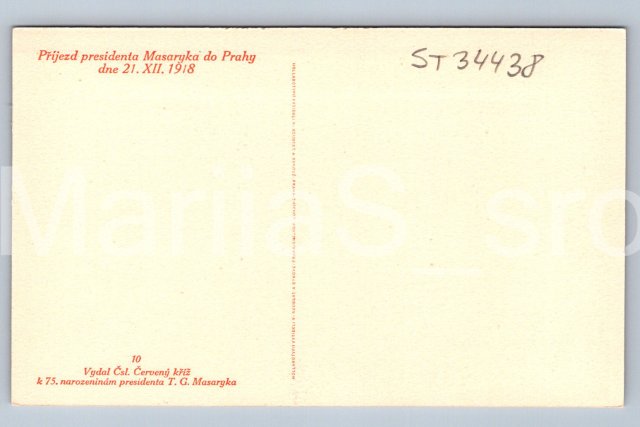 Příjezd presidenta Masaryka do Prahy
dne 21. XII. 1918
ST 34438
10
Vydal Čsl. Červený kříž
k 75. narozeninám presidenta T. G. Masaryka
MarijaS_sro